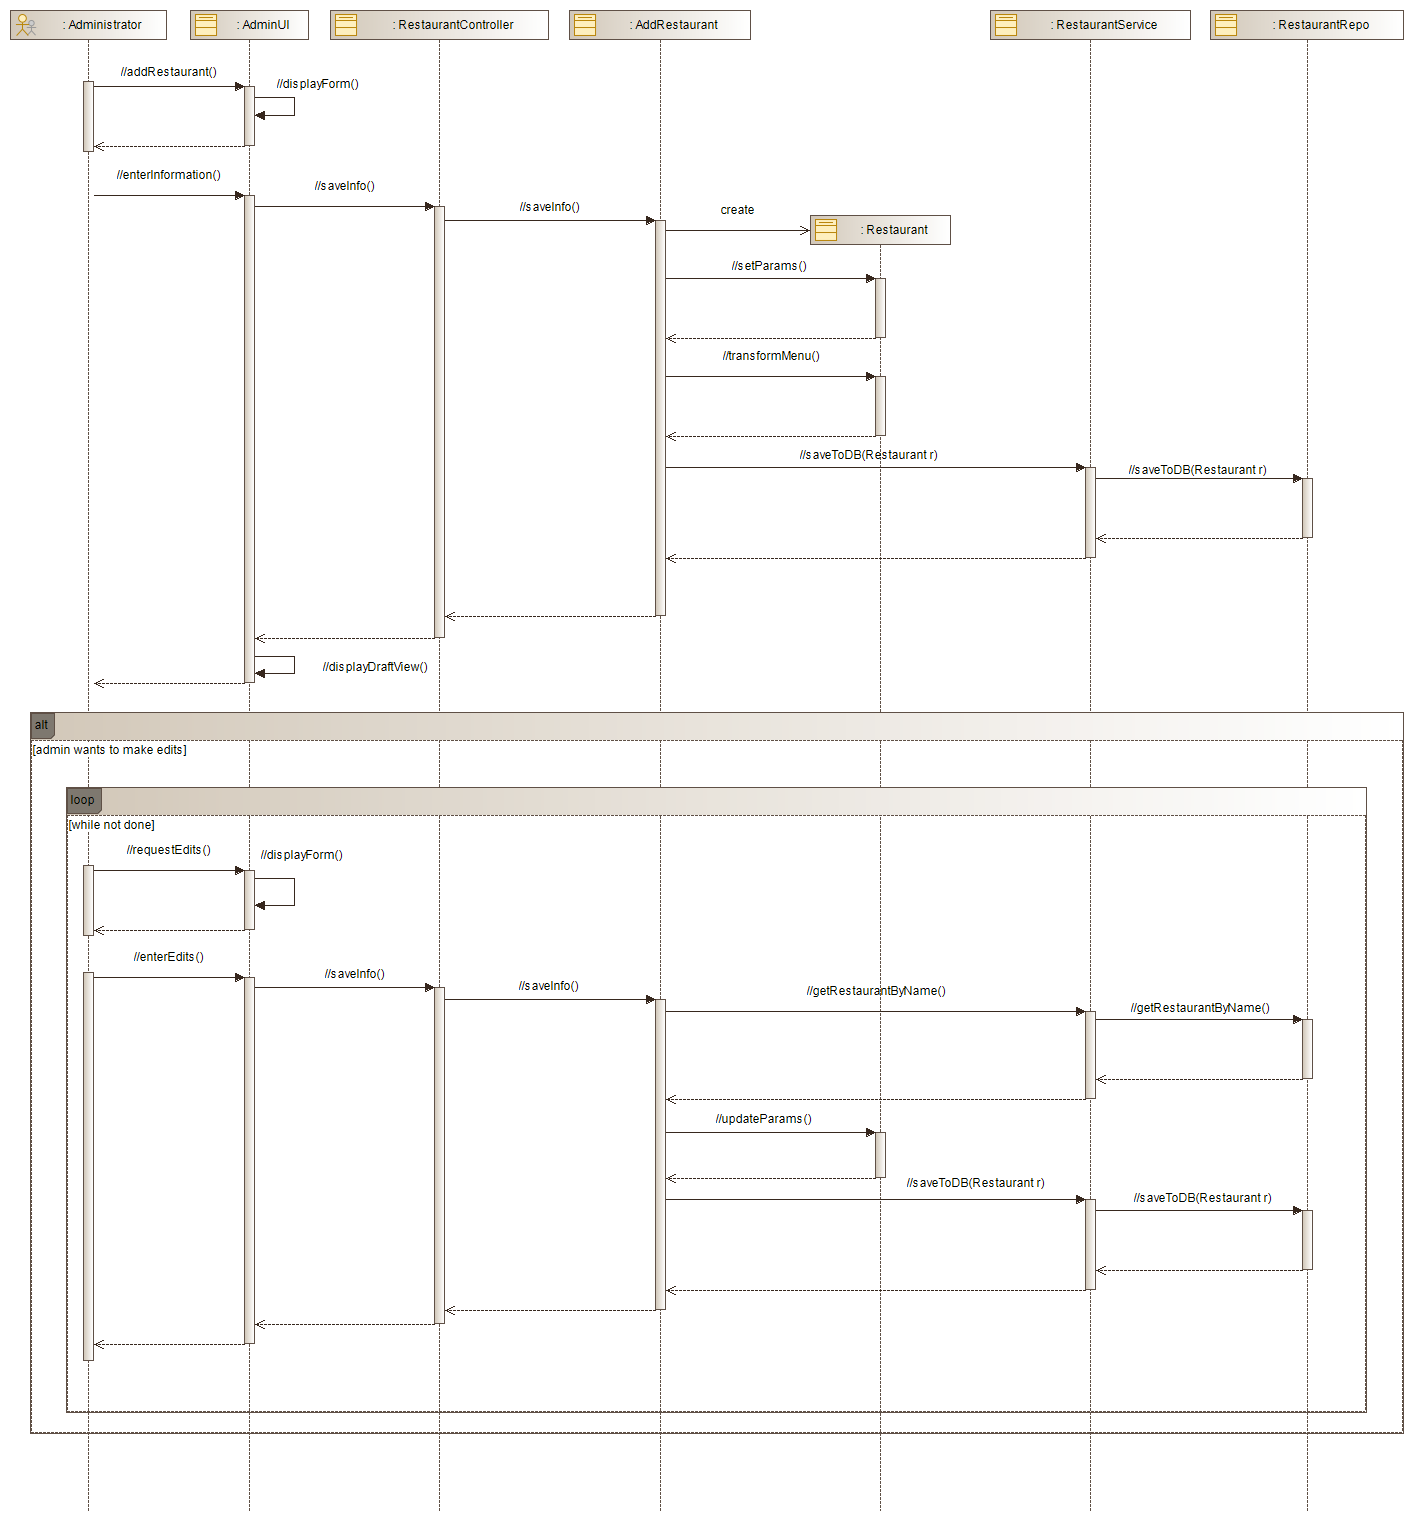 : Administrator
: AdminUI
: RestaurantController
: AddRestaurant
: RestaurantService
: RestaurantRepo
//addRestaurant()
//displayForm()
//enterInformation()
//saveInfo()
//saveInfo()
create
: Restaurant
//setParams()
//transformMenu()
//saveToDB(Restaurant r)
//saveToDB(Restaurant r)
//displayDraftView()
alt
[admin wants to make edits]
loop
[while not done]
//requestEdits()
//displayForm()
//enterEdits()
//saveInfo()
//saveInfo()
//getRestaurantByName()
//getRestaurantByName()
//updateParams()
//saveToDB(Restaurant r)
//saveToDB(Restaurant r)